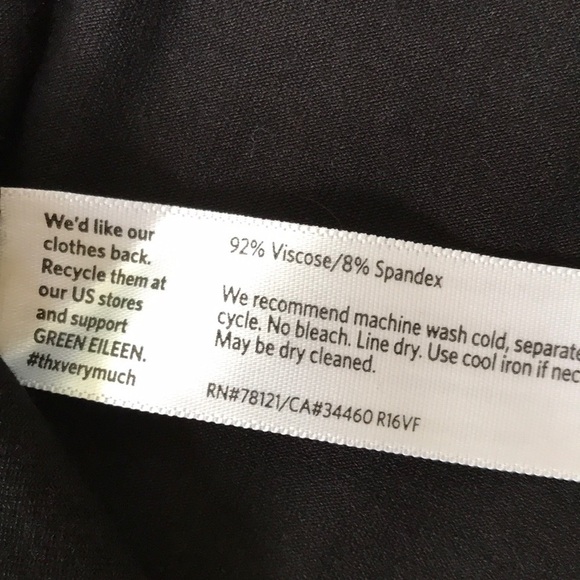 We'd like our
clothes back.
Recycle them at
our US stores
and support
GREEN EILEEN.
#thxverymuch
92% Viscose/8% Spandex
We recommend machine wash cold, separate
cycle. No bleach. Line dry. Use cool iron if nec
May be dry cleaned.
RN#78121/CA#34460 R16VF